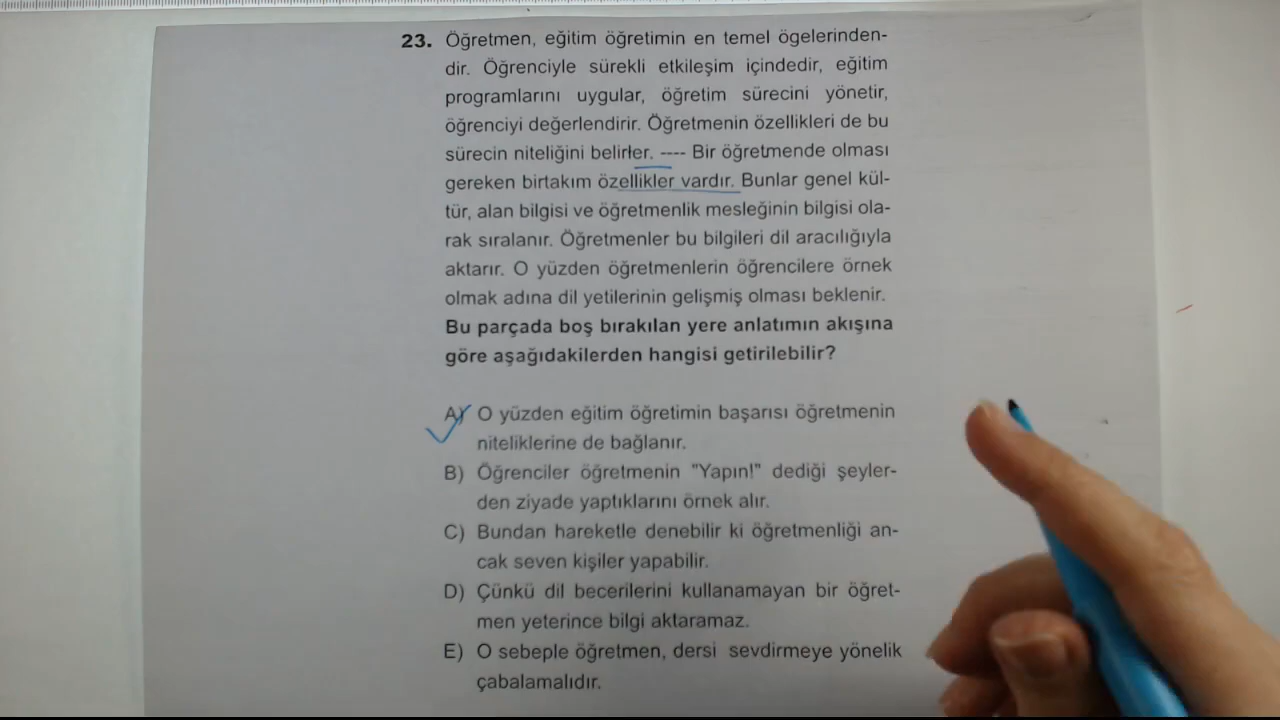 23. Öğretmen, eğitim öğretimin en temel ögelerinden-
dir. Öğrenciyle sürekli etkileşim içindedir, eğitim
programlarını uygular, öğretim sürecini yönetir,
öğrenciyi değerlendirir. Öğretmenin özellikleri de bu
sürecin niteliğini belirler. ---- Bir öğretmende olması
gereken birtakım özellikler vardır. Bunlar genel kül-
tür, alan bilgisi ve öğretmenlik mesleğinin bilgisi ola-
rak sıralanır. Öğretmenler bu bilgileri dil aracılığıyla
aktarır. O yüzden öğretmenlerin öğrencilere örnek
olmak adına dil yetilerinin gelişmiş olması beklenir.
Bu parçada boş bırakılan yere anlatımın akışına
göre aşağıdakilerden hangisi getirilebilir?
A) O yüzden eğitim öğretimin başarısı öğretmenin
niteliklerine de bağlanır.
B) Öğrenciler öğretmenin "Yapın!" dediği şeyler-
den ziyade yaptıklarını örnek alır.
C) Bundan hareketle denebilir ki öğretmenliği an-
cak seven kişiler yapabilir.
D) Çünkü dil becerilerini kullanamayan bir öğret-
men yeterince bilgi aktaramaz.
E) O sebeple öğretmen, dersi sevdirmeye yönelik
çabalamalıdır.